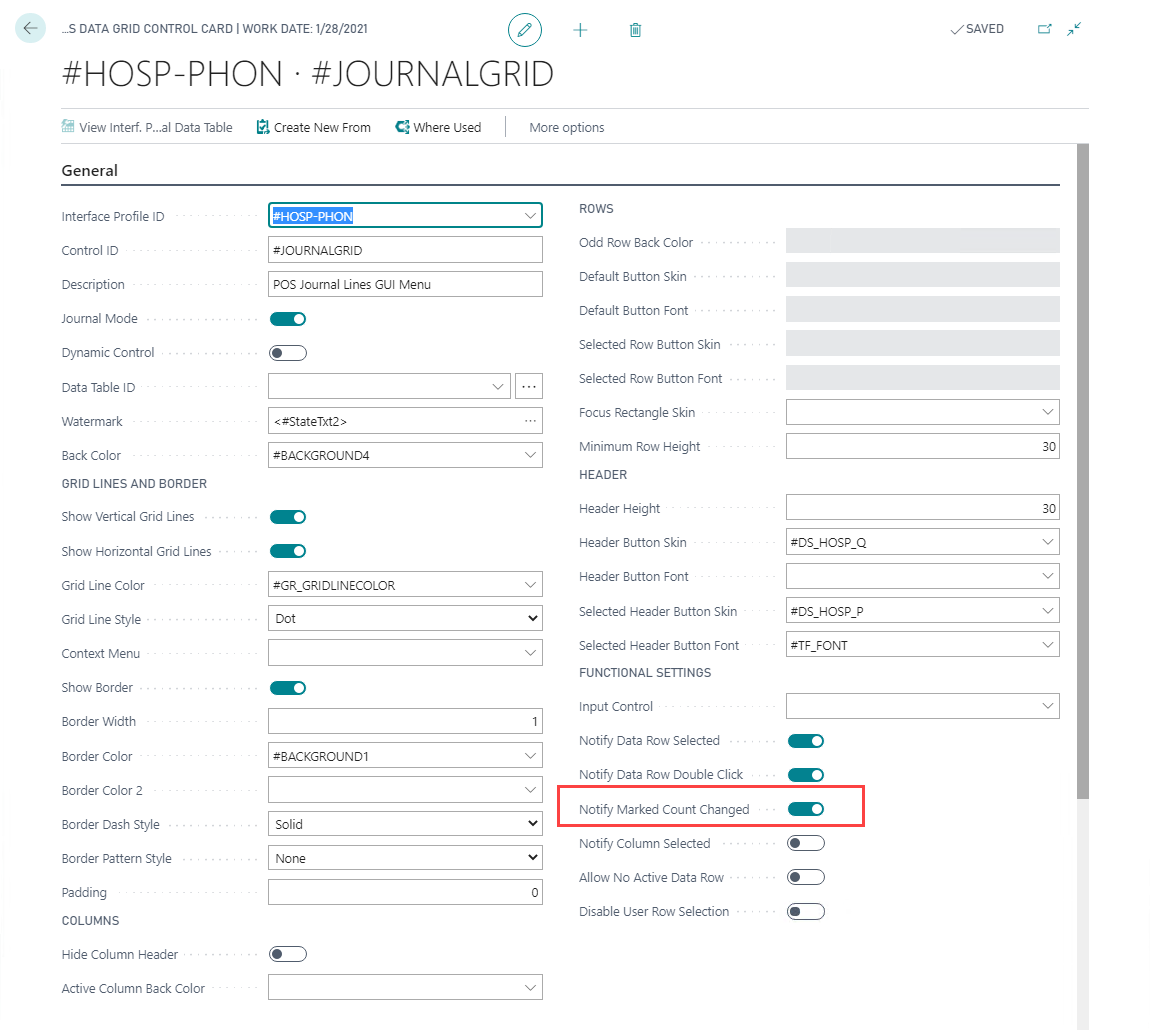 ...S DATA GRID CONTROL CARD | WORK DATE: 1/28/2021
SAVED
#HOSP-PHON · #JOURNALGRID
View Interf. P...al Data Table
Create New From
Where Used
More options
General
Interface Profile ID
#HOSP-PHON
Control ID
#JOURNALGRID
Description
POS Journal Lines GUI Menu
Journal Mode
Dynamic Control
Data Table ID
...
Watermark
<#StateTxt2>
...
Back Color
#BACKGROUND4
GRID LINES AND BORDER
Show Vertical Grid Lines
Show Horizontal Grid Lines
Grid Line Color
#GR_GRIDLINECOLOR
Grid Line Style
Dot
Context Menu
Show Border
Border Width
1
Border Color
#BACKGROUND1
Border Color 2
Border Dash Style
Solid
Border Pattern Style
None
Padding
0
COLUMNS
Hide Column Header
Active Column Back Color
ROWS
Odd Row Back Color
Default Button Skin
Default Button Font
Selected Row Button Skin
Selected Row Button Font
Focus Rectangle Skin
Minimum Row Height
30
HEADER
Header Height
30
Header Button Skin
#DS_HOSP_Q
Header Button Font
Selected Header Button Skin
#DS_HOSP_P
Selected Header Button Font
#TF_FONT
FUNCTIONAL SETTINGS
Input Control
Notify Data Row Selected
Notify Data Row Double Click
Notify Marked Count Changed
Notify Column Selected
Allow No Active Data Row
Disable User Row Selection